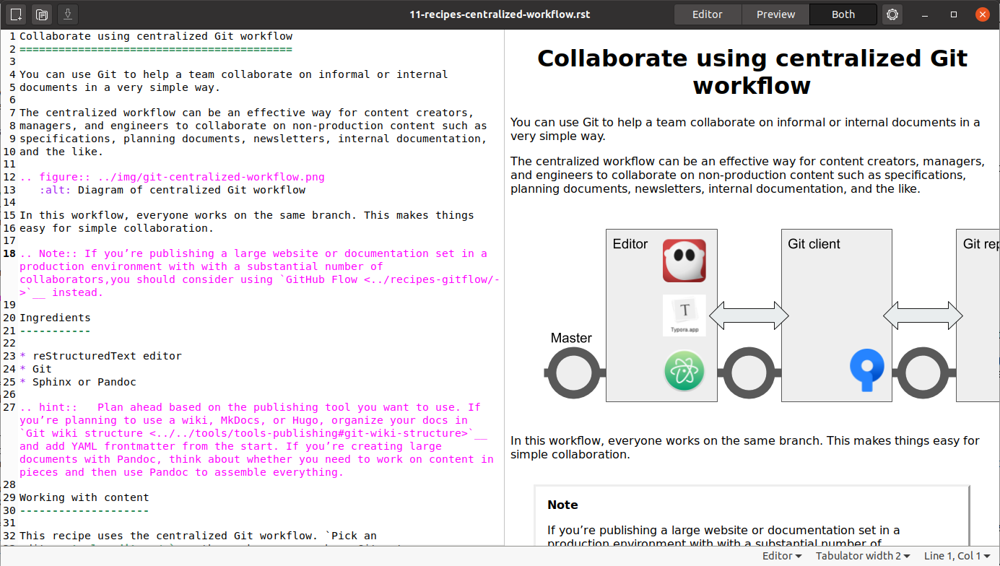 11-recipes-centralized-workflow.rst
Editor Preview Both
1 Collaborate using centralized Git workflow
2 ==========================================
3
4 You can use Git to help a team collaborate on informal or internal
5 documents in a very simple way.
6
7 The centralized workflow can be an effective way for content creators,
8 managers, and engineers to collaborate on non-production content such as
9 specifications, planning documents, newsletters, internal documentation,
10 and the like.
11
12 .. figure:: ../img/git-centralized-workflow.png
13    :alt: Diagram of centralized Git workflow
14
15 In this workflow, everyone works on the same branch. This makes things
16 easy for simple collaboration.
17
18 .. Note:: If you’re publishing a large website or documentation set in a
production environment with with a substantial number of
collaborators,you should consider using `GitHub Flow <../recipes-gitflow/-
>`__ instead.
19
20 Ingredients
21 -----------
22
23 * reStructuredText editor
24 * Git
25 * Sphinx or Pandoc
26
27 .. hint::   Plan ahead based on the publishing tool you want to use. If
you’re planning to use a wiki, MkDocs, or Hugo, organize your docs in
`Git wiki structure <../../tools/tools-publishing#git-wiki-structure>`__
and add YAML frontmatter from the start. If you’re creating large
documents with Pandoc, think about whether you need to work on content in
pieces and then use Pandoc to assemble everything.
28
29 Working with content
30 --------------------
31
32 This recipe uses the centralized Git workflow. `Pick an
Collaborate using centralized Git
workflow
You can use Git to help a team collaborate on informal or internal documents in a
very simple way.
The centralized workflow can be an effective way for content creators, managers,
and engineers to collaborate on non-production content such as specifications,
planning documents, newsletters, internal documentation, and the like.
Editor
Git client
Git rep
T
Typora.app
Master
In this workflow, everyone works on the same branch. This makes things easy for
simple collaboration.
Note
If you’re publishing a large website or documentation set in a
production environment with with a substantial number of
Editor Tabulator width 2 Line 1, Col 1